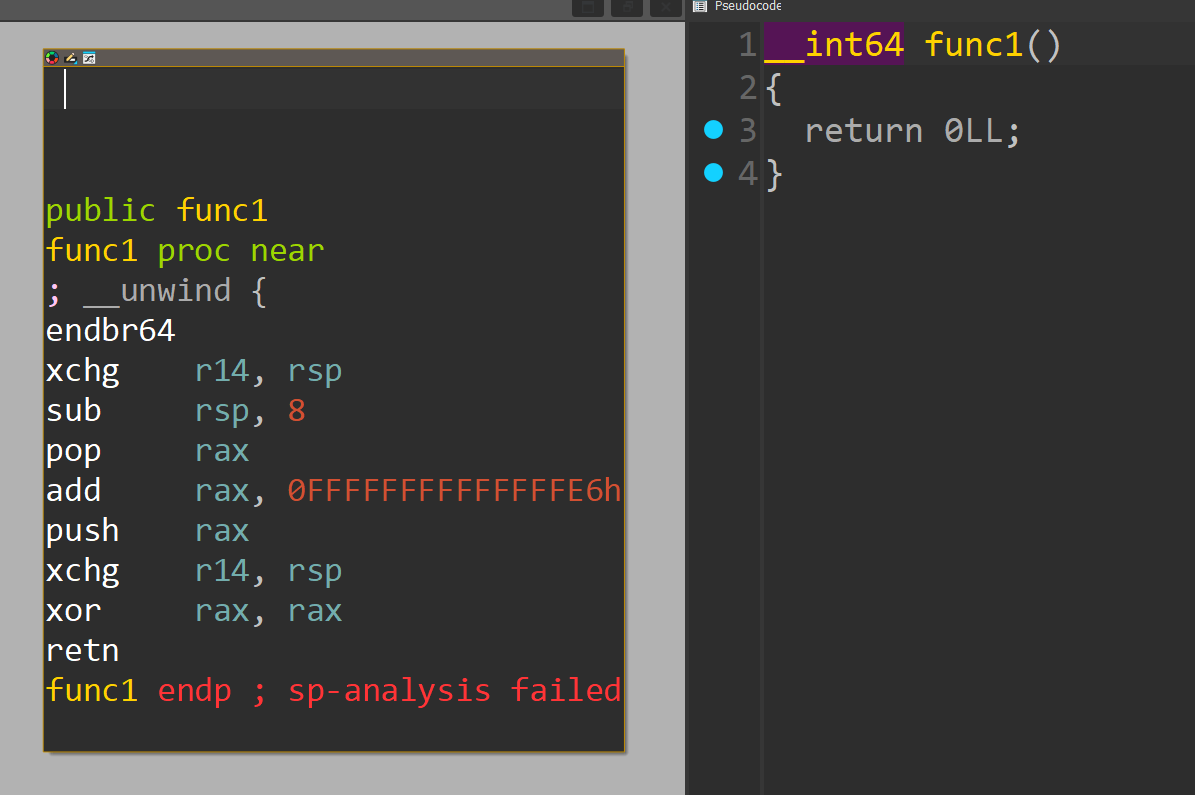 public func1
func1 proc near
; __unwind {
endbr64
xchg    r14, rsp
sub     rsp, 8
pop     rax
add     rax, 0FFFFFFFFFFFFFFE6h
push    rax
xchg    r14, rsp
xor     rax, rax
retn
func1 endp ; sp-analysis failed
Pseudocode
1 __int64 func1()
2 {
3   return 0LL;
4 }